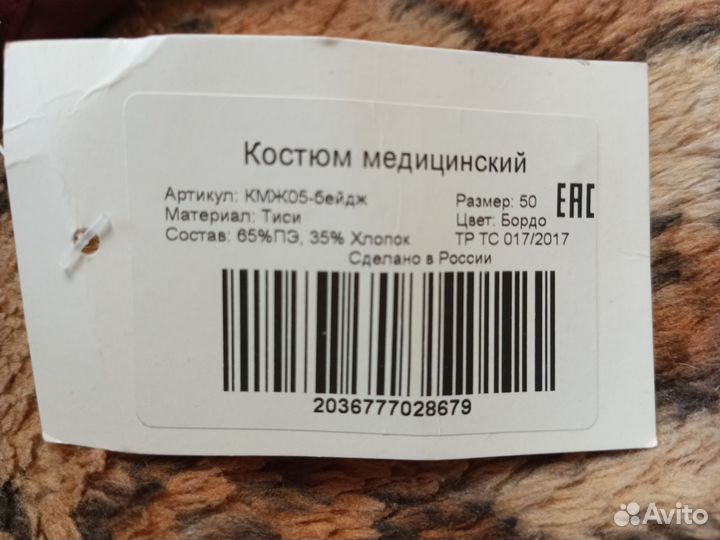 Костюм медицинский
Артикул: КМЖ05-бейдж
Размер: 50
Материал: Тиси
Цвет: Бордо
Состав: 65%ПЭ, 35% Хлопок
ТР ТС 017/2017
Сделано в России
EAC
2036777028679
Avito